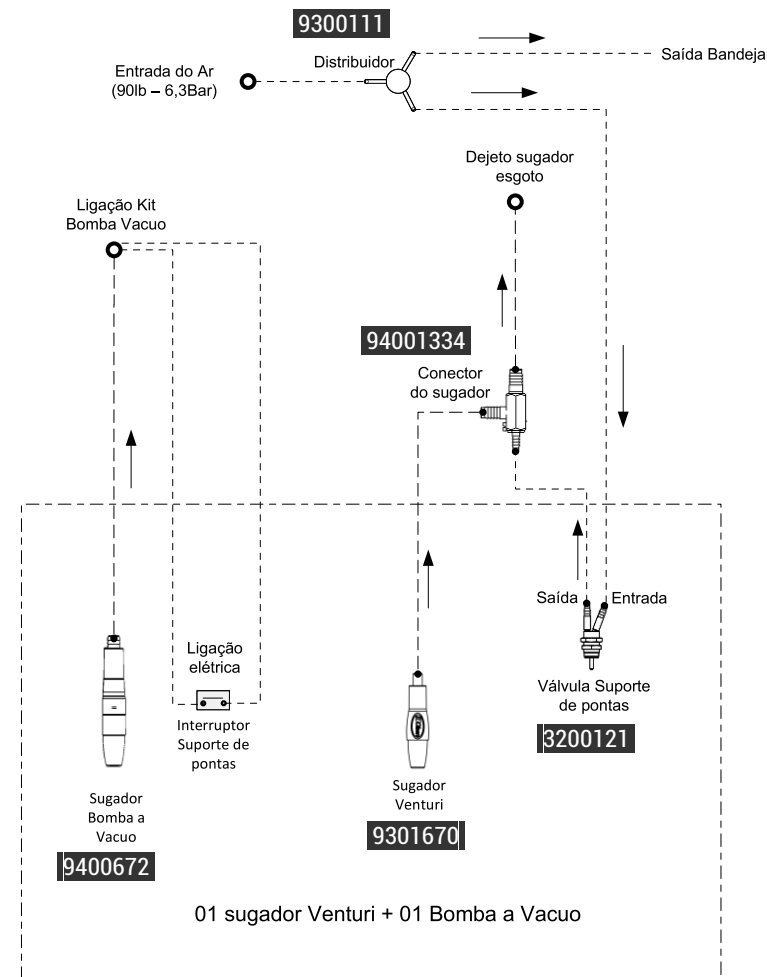 9300111
Distribuidor
Saída Bandeja
Entrada do Ar
(90lb – 6,3Bar)
Dejeto sugador
esgoto
Ligação Kit
Bomba Vacuo
94001334
Conector
do sugador
Saída
Entrada
Ligação
elétrica
Interruptor
Suporte de
pontas
Válvula Suporte
de pontas
3200121
Sugador
Venturi
9301670
Sugador
Bomba a
Vacuo
9400672
01 sugador Venturi + 01 Bomba a Vacuo